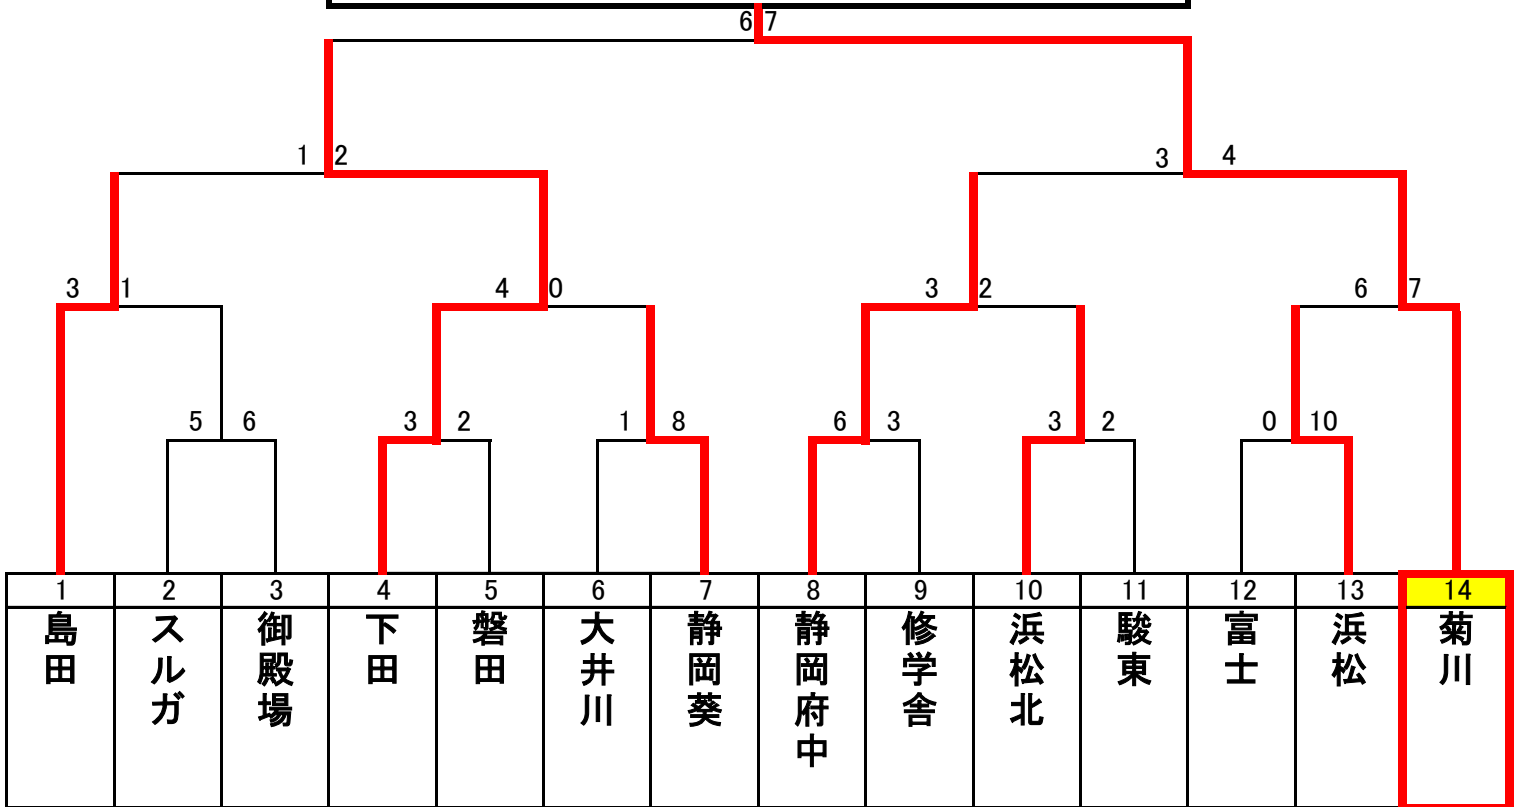 6 7
1 2 3 4
3 1 4 0 3 2 6 7
5 6 3 2 1 8 6 3 3 2 0 10
1 2 3 4 5 6 7 8 9 10 11 12 13 14
島田
スルガ
御殿場
下田
磐田
大井川
静岡葵
静岡府中
修学舎
浜松北
駿東
富士
浜松
菊川